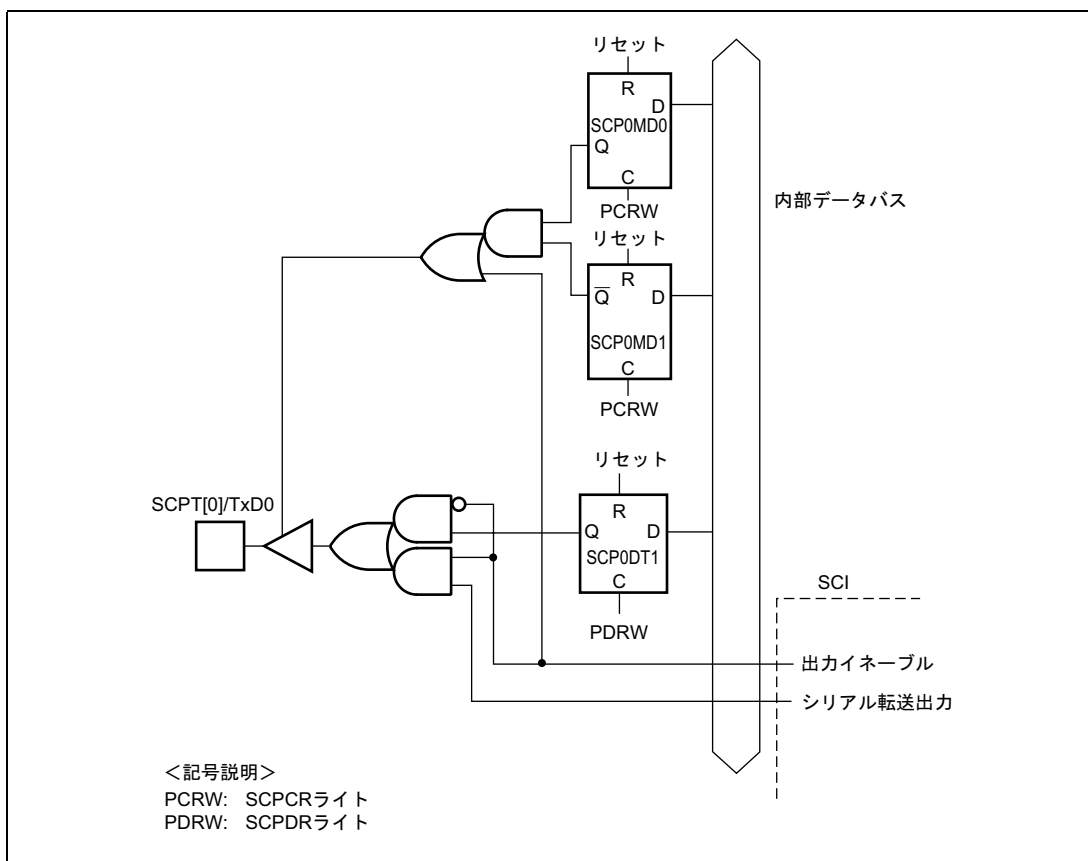 リセット
R
D
SCP0MD0
Q
C
PCRW
内部データバス
リセット
R
Q
D
SCP0MD1
C
PCRW
リセット
SCPT[0]/TxD0
R
Q
D
SCP0DT1
C
SCI
PDRW
出力イネーブル
シリアル転送出力
＜記号説明＞
PCRW: SCPCRライト
PDRW: SCPDRライト